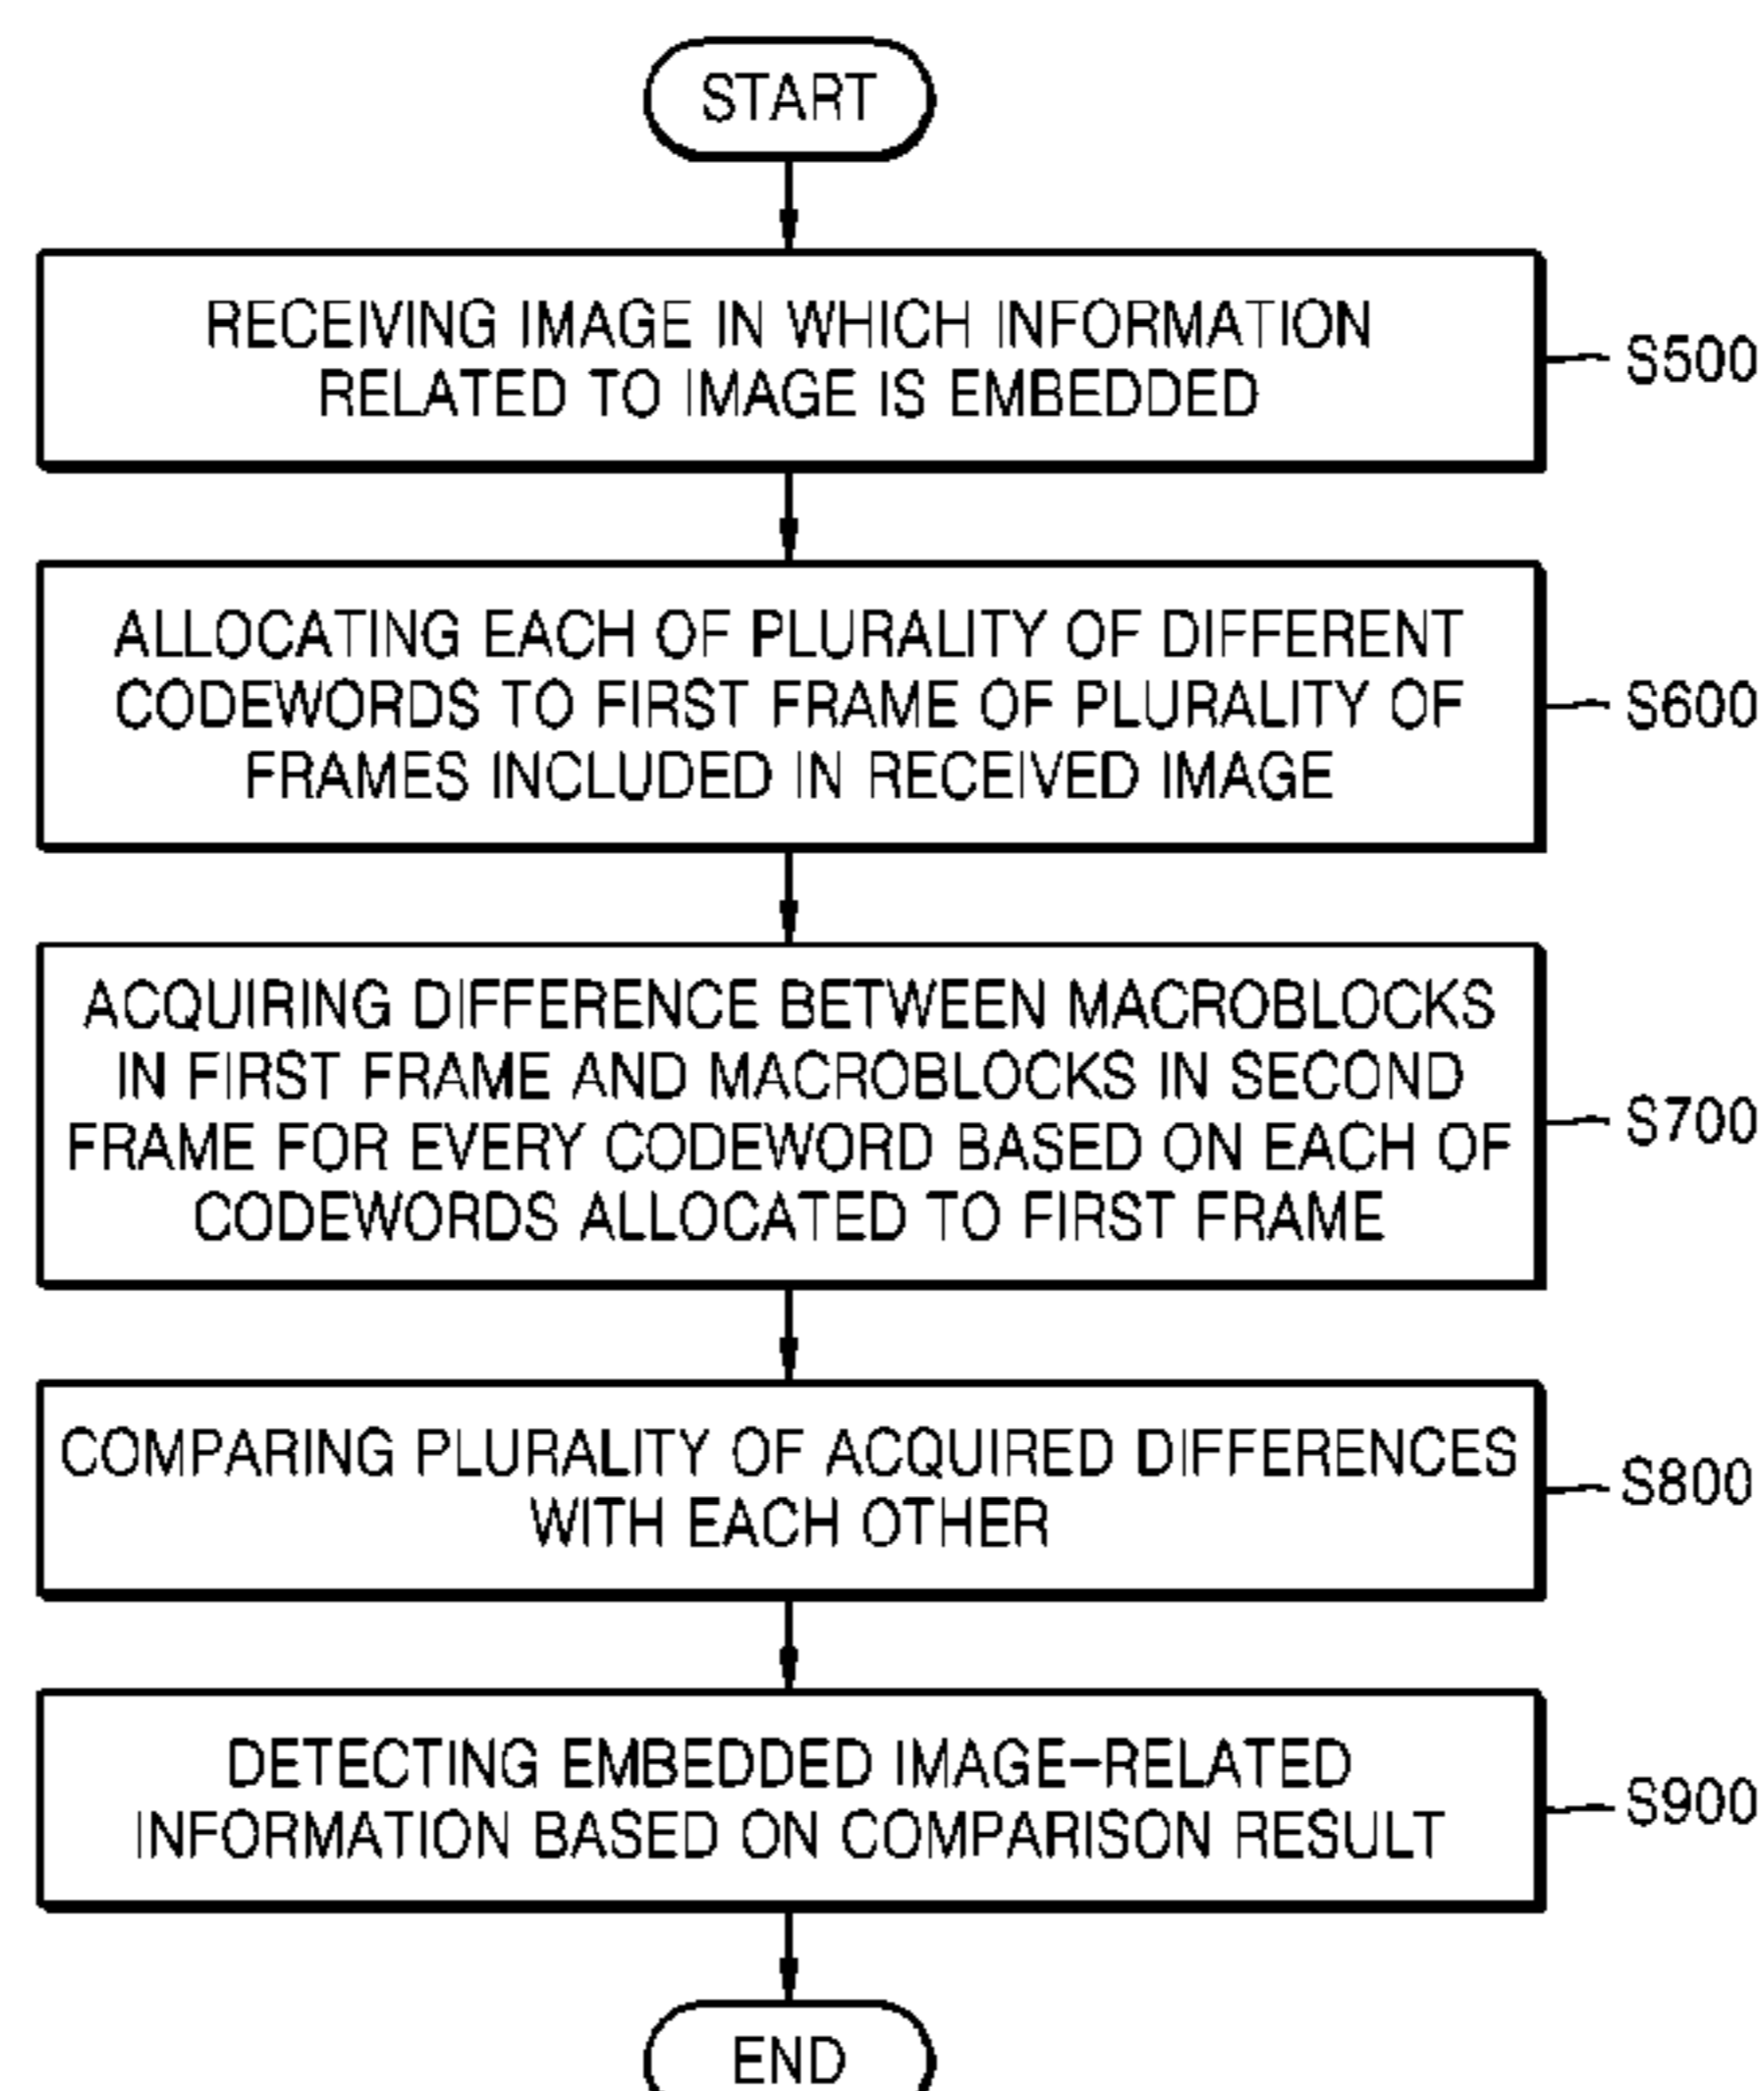 START
RECEIVING IMAGE IN WHICH INFORMATION
RELATED TO IMAGE IS EMBEDDED
S500
ALLOCATING EACH OF PLURALITY OF DIFFERENT
CODEWORDS TO FIRST FRAME OF PLURALITY OF
FRAMES INCLUDED IN RECEIVED IMAGE
S600
ACQUIRING DIFFERENCE BETWEEN MACROBLOCKS
IN FIRST FRAME AND MACROBLOCKS IN SECOND
FRAME FOR EVERY CODEWORD BASED ON EACH OF
CODEWORDS ALLOCATED TO FIRST FRAME
S700
COMPARING PLURALITY OF ACQUIRED DIFFERENCES
WITH EACH OTHER
S800
DETECTING EMBEDDED IMAGE-RELATED
INFORMATION BASED ON COMPARISON RESULT
S900
END